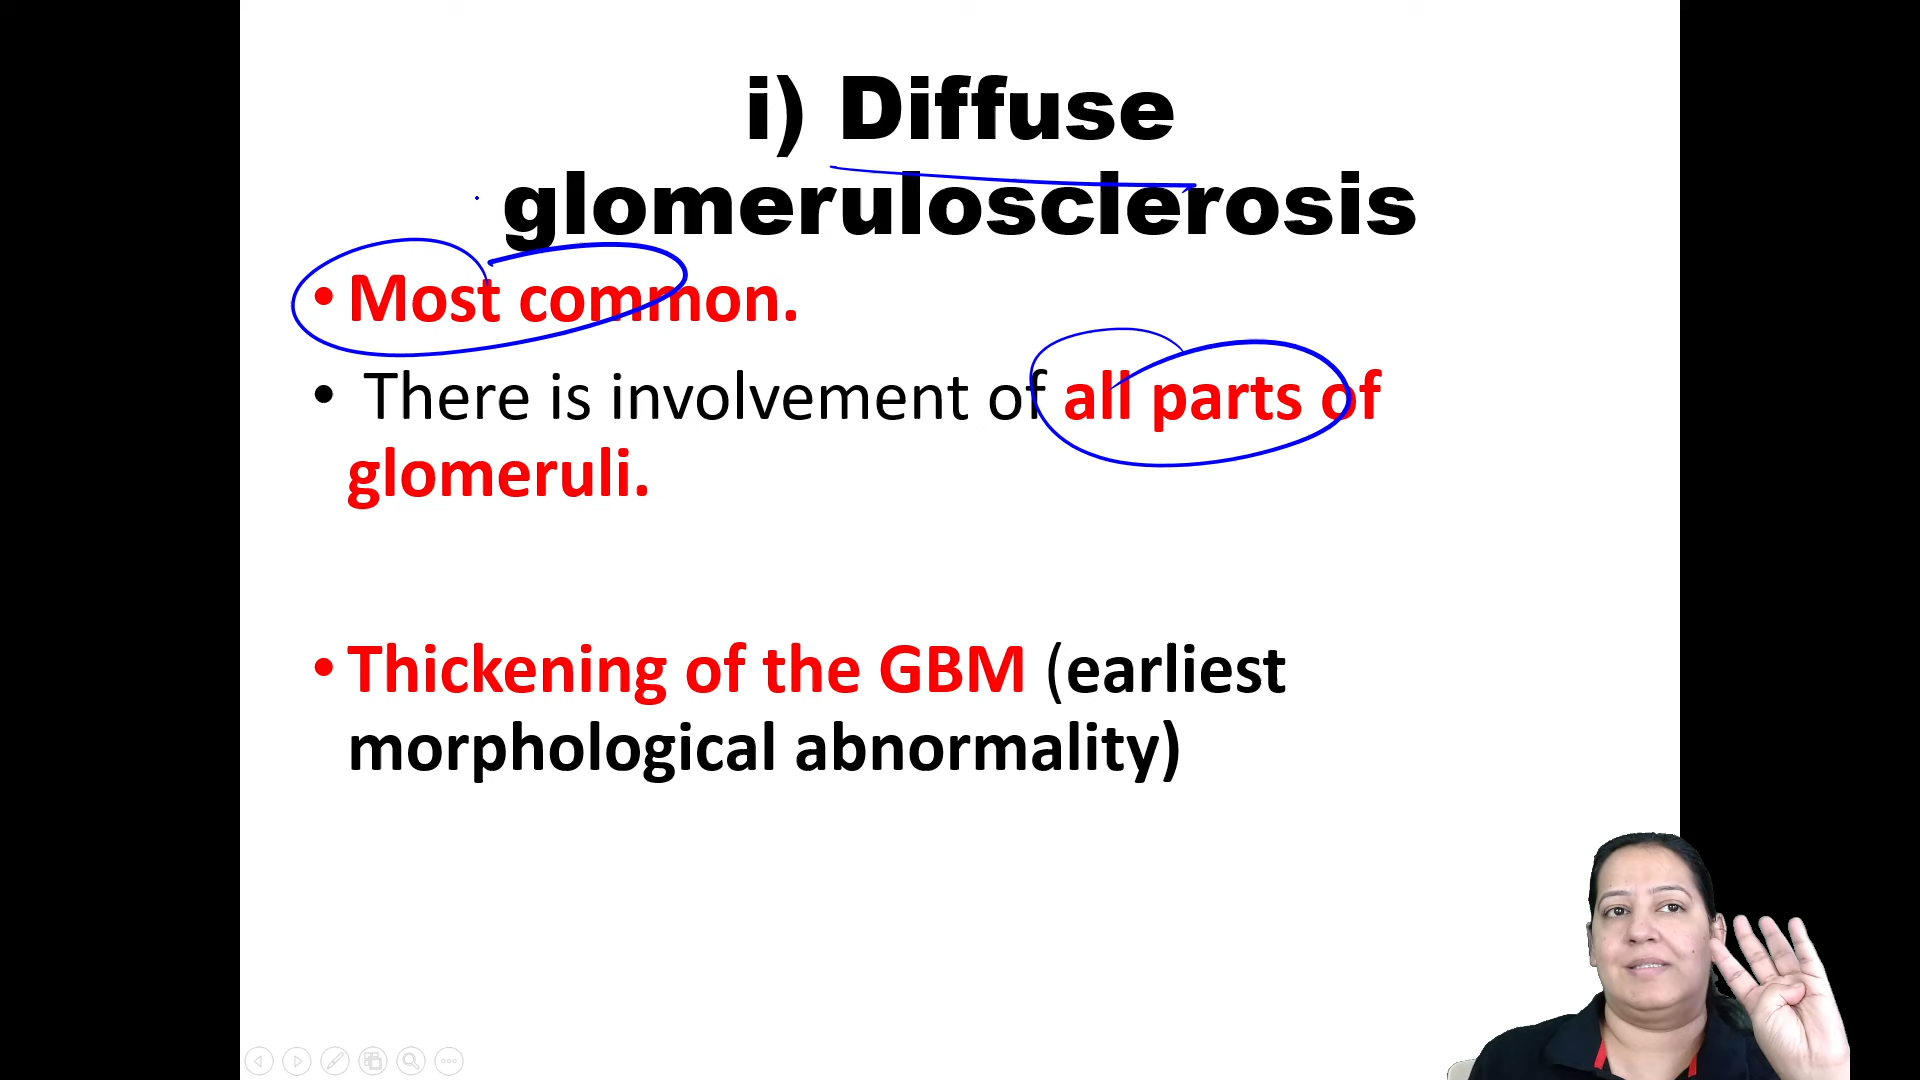 i) Diffuse
glomerulosclerosis
• Most common.
• There is involvement of all parts of
glomeruli.
• Thickening of the GBM (earliest
morphological abnormality)